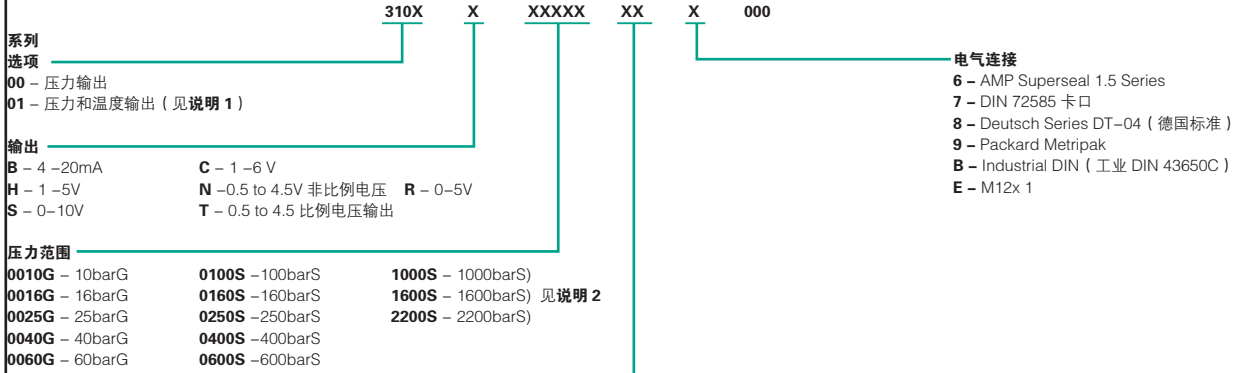 310X X XXXXX XX X 000
系列
选项
00 – 压力输出
01 – 压力和温度输出（见说明 1）
输出
B – 4 –20mA C – 1 –6 V
H – 1 –5V N –0.5 to 4.5V 非比例电压 R – 0–5V
S – 0–10V T – 0.5 to 4.5 比例电压输出
压力范围
0010G – 10barG 0100S –100barS 1000S – 1000barS)
0016G – 16barG 0160S –160barS 1600S – 1600barS) 见说明 2
0025G – 25barG 0250S –250barS 2200S – 2200barS)
0040G – 40barG 0400S –400barS
0060G – 60barG 0600S –600barS
电气连接
6 – AMP Superseal 1.5 Series
7 – DIN 72585 卡口
8 – Deutsch Series DT–04（德国标准）
9 – Packard Metripak
B – Industrial DIN（工业 DIN 43650C）
E – M12x 1